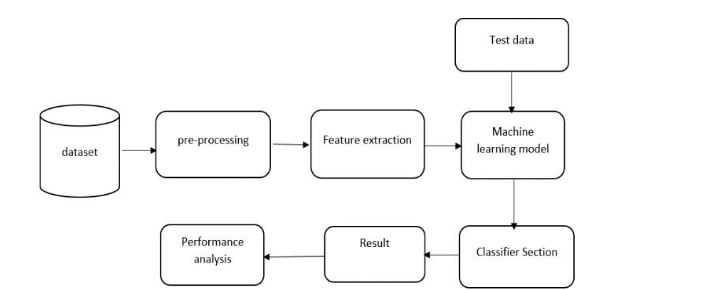 Test data
dataset
pre-processing
Feature extraction
Machine
learning model
Classifier Section
Result
Performance
analysis